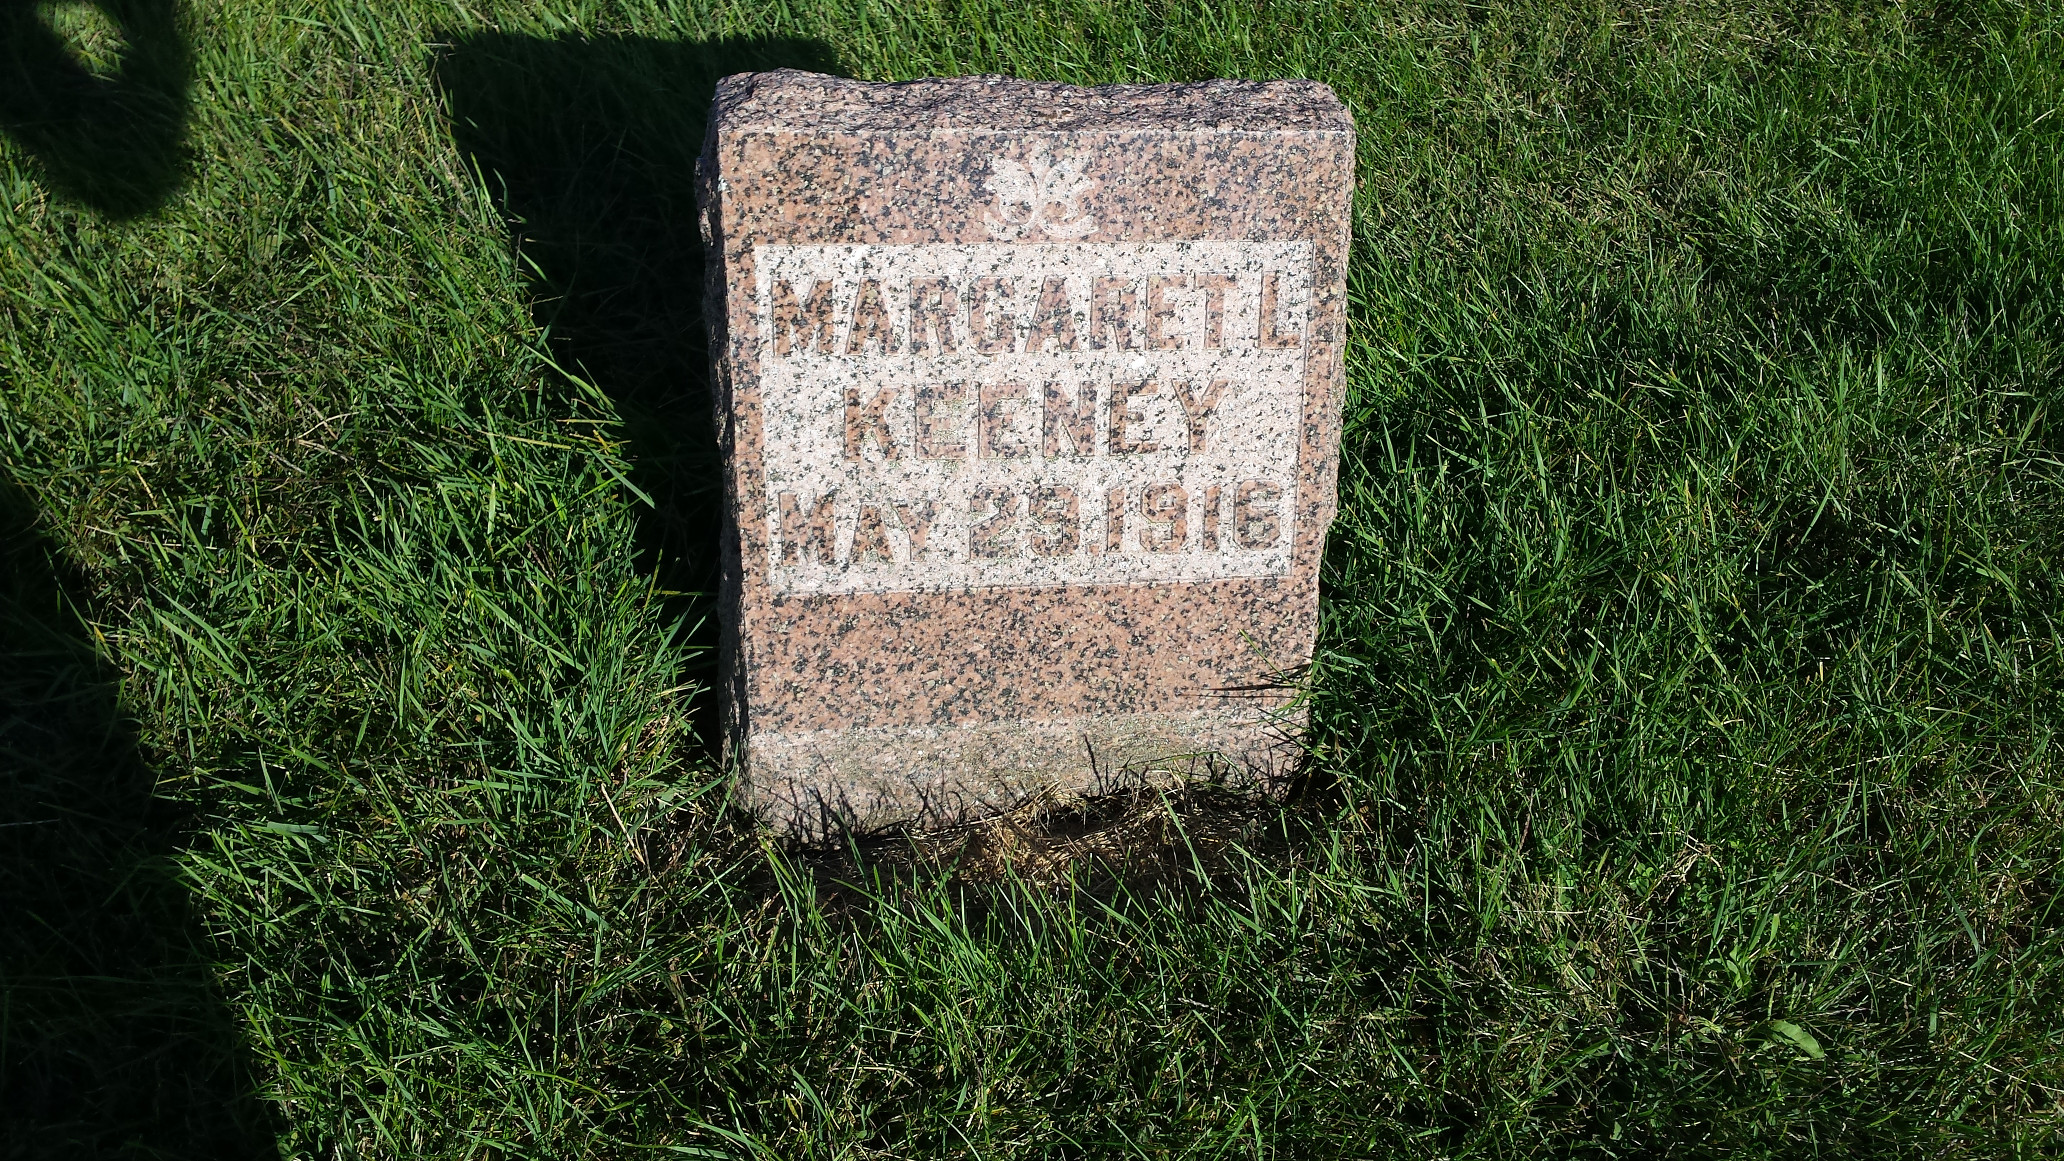 MARGARET L
KEENEY
MAY 29, 1916